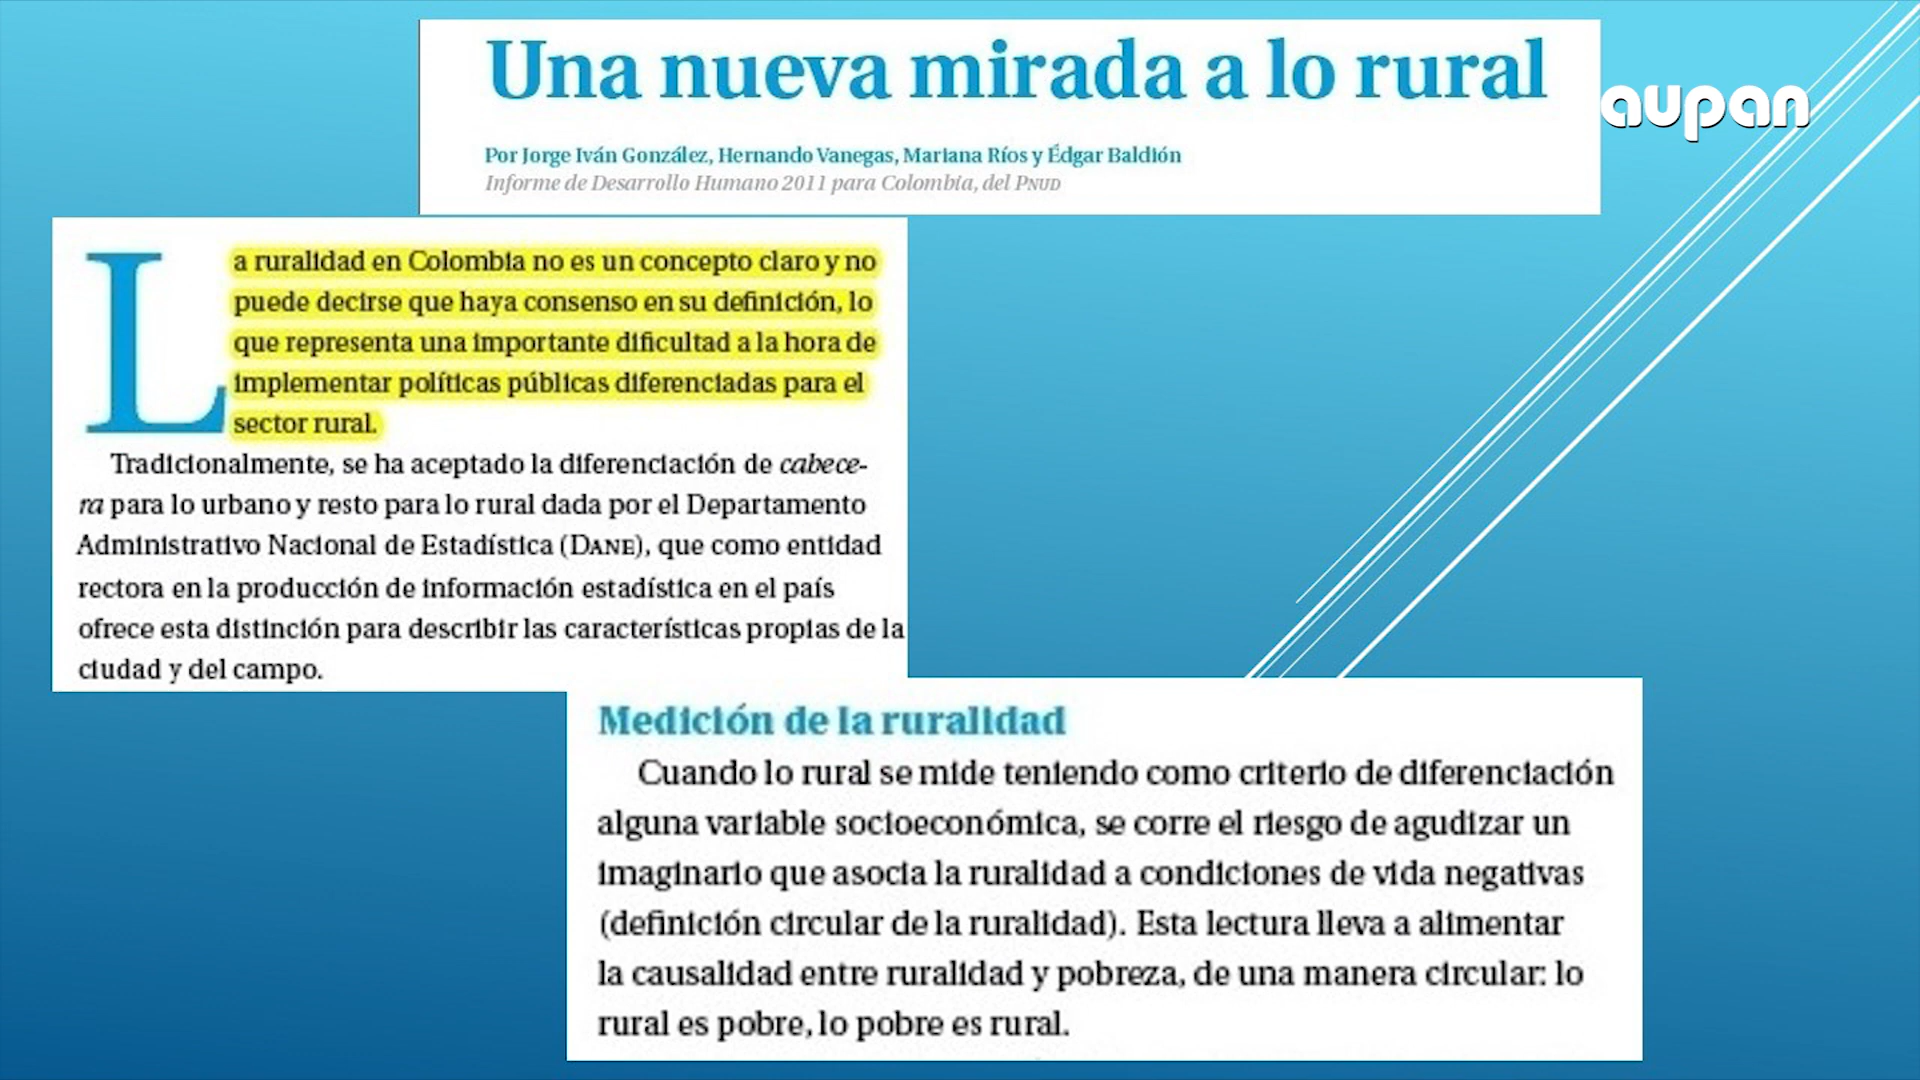 Una nueva mirada a lo rural
aupan
Por Jorge Iván González, Hernando Vanegas, Mariana Ríos y Édgar Baldión
Informe de Desarrollo Humano 2011 para Colombia, del PNUD
La ruralidad en Colombia no es un concepto claro y no
puede decirse que haya consenso en su definición, lo
que representa una importante dificultad a la hora de
implementar políticas públicas diferenciadas para el
sector rural.
Tradicionalmente, se ha aceptado la diferenciación de cabece-
ra para lo urbano y resto para lo rural dada por el Departamento
Administrativo Nacional de Estadística (DANE), que como entidad
rectora en la producción de información estadística en el país
ofrece esta distinción para describir las características propias de la
ciudad y del campo.
Medición de la ruralidad
Cuando lo rural se mide teniendo como criterio de diferenciación
alguna variable socioeconómica, se corre el riesgo de agudizar un
imaginario que asocia la ruralidad a condiciones de vida negativas
(definición circular de la ruralidad). Esta lectura lleva a alimentar
la causalidad entre ruralidad y pobreza, de una manera circular: lo
rural es pobre, lo pobre es rural.